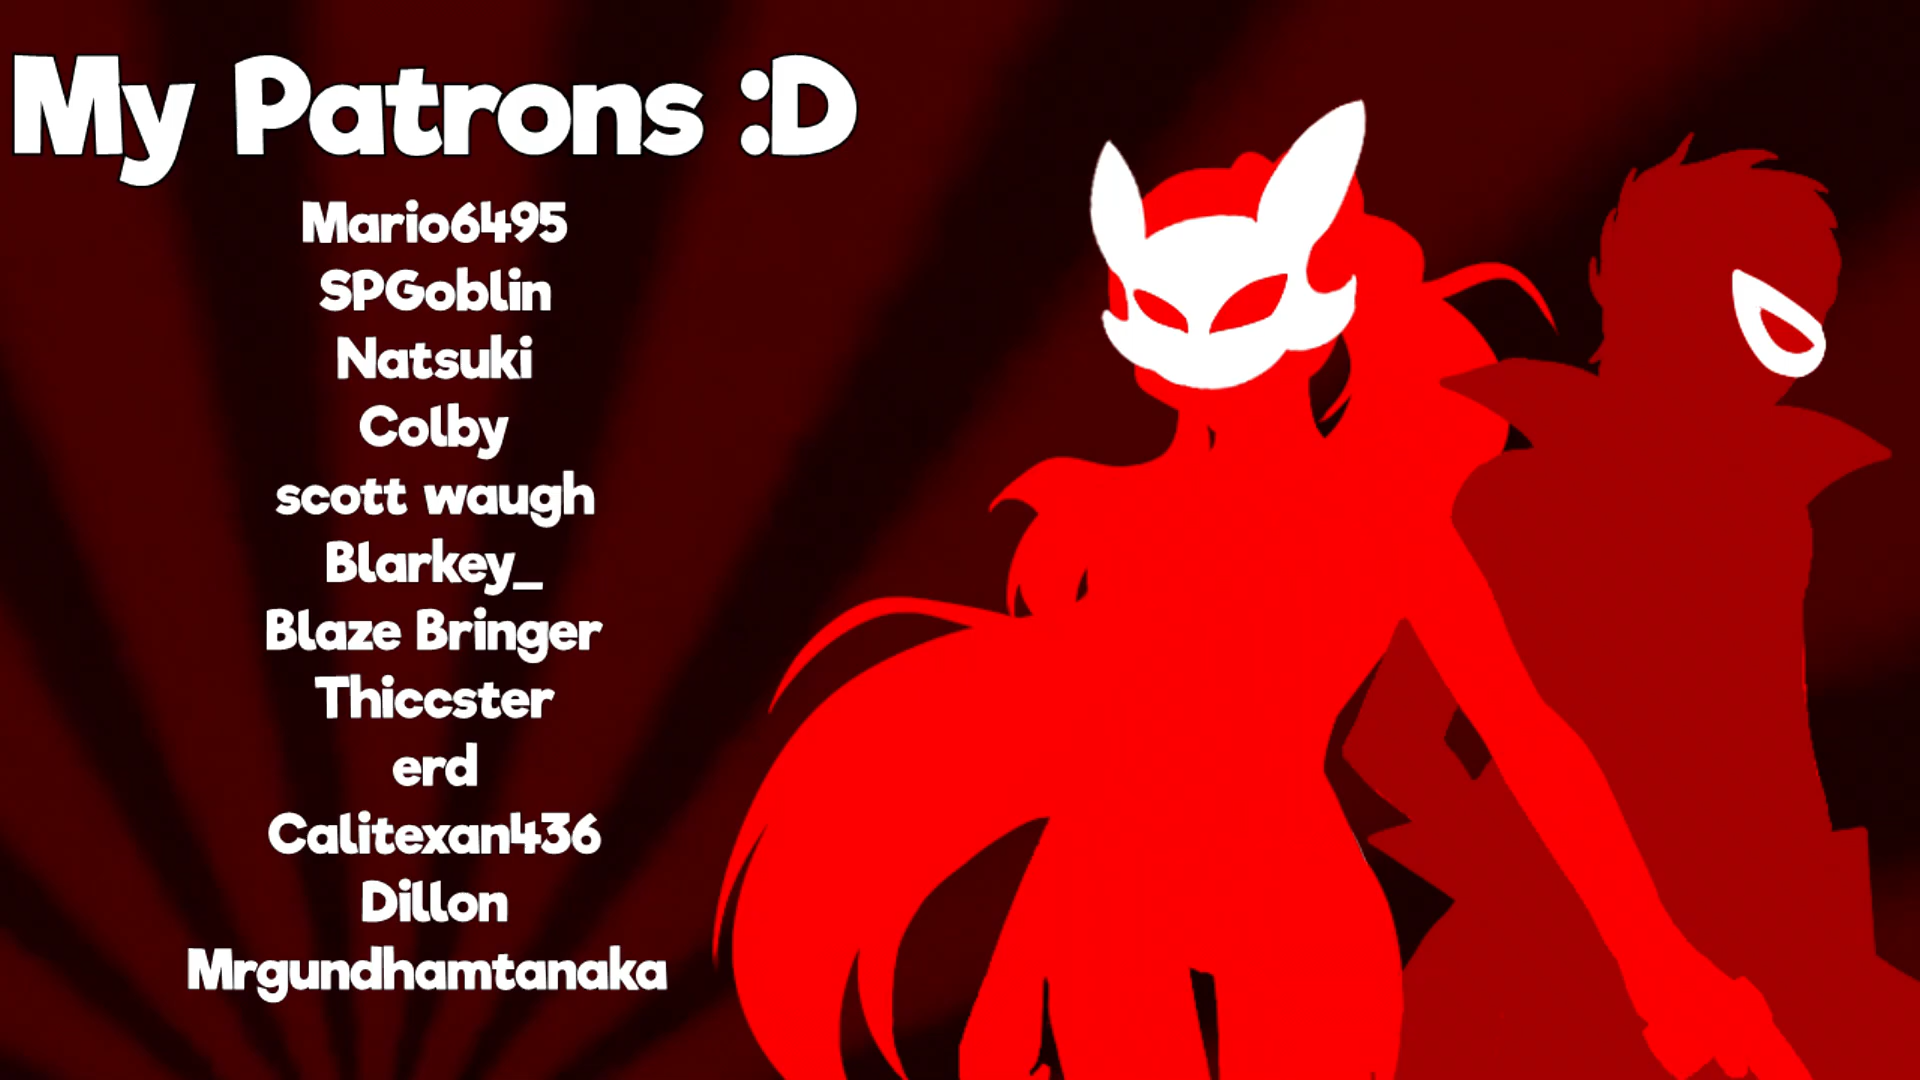 My Patrons :D
Mario6495
SPGoblin
Natsuki
Colby
scott waugh
Blarkey_
Blaze Bringer
Thiccster
erd
Calitexan436
Dillon
Mrgundhamtanaka